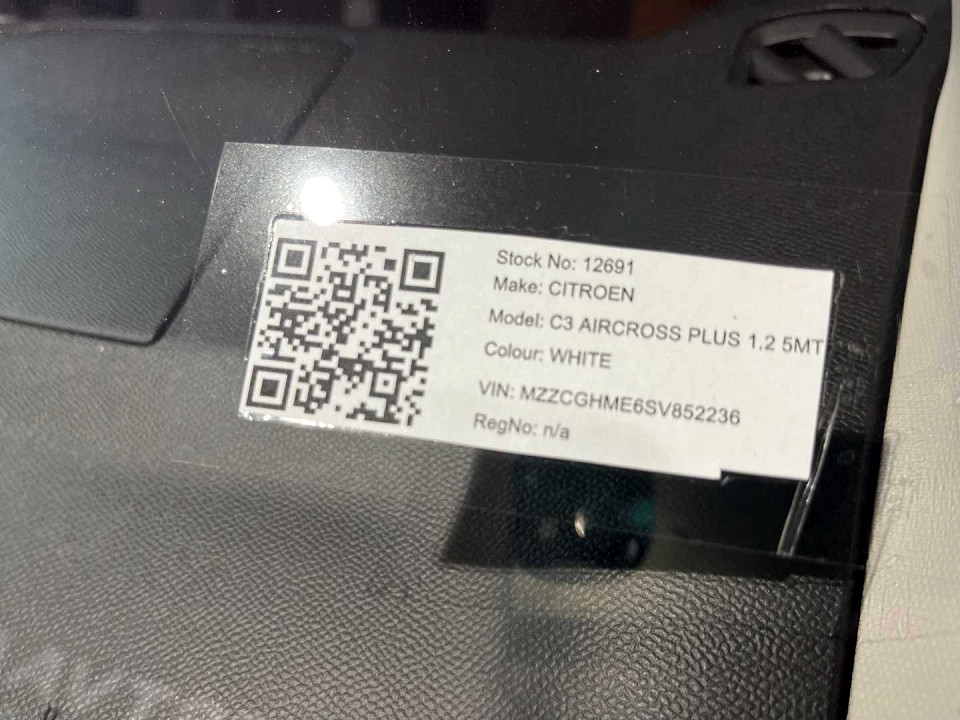 Stock No: 12691
Make: CITROEN
Model: C3 AIRCROSS PLUS 1.2 5MT
Colour: WHITE
VIN: MZZCGHME6SV852236
RegNo: n/a